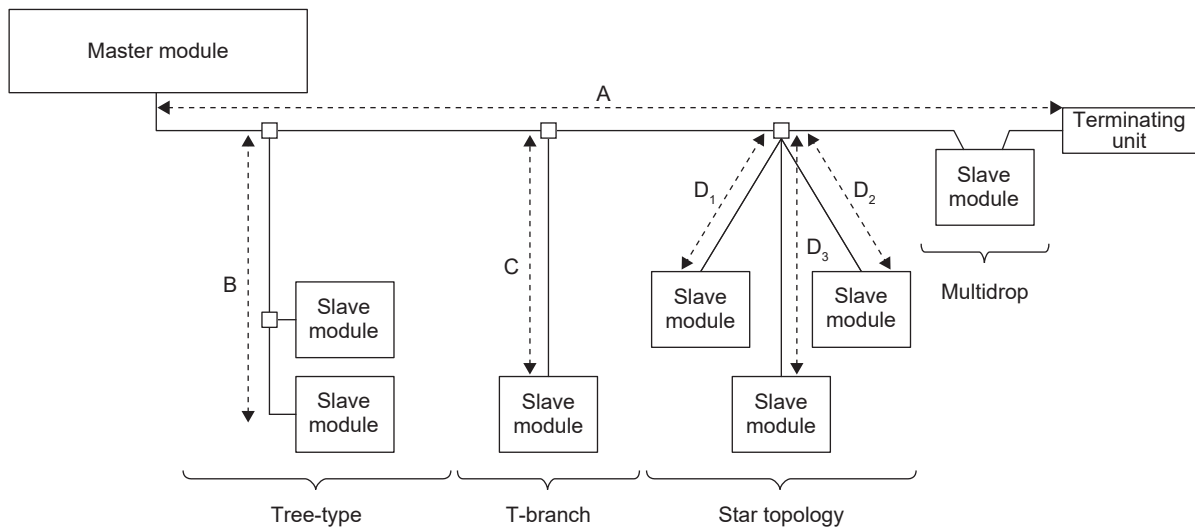 Master module
A
Terminating
unit
Slave
module
D1
D2
D3
B
C
Slave
module
Slave
module
Slave
module
Multidrop
Slave
module
Slave
module
Slave
module
Tree-type
T-branch
Star topology